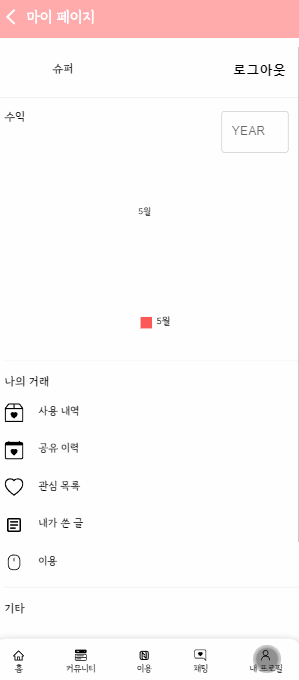 마이 페이지
슈퍼
로그아웃
수익
YEAR
5월
5월
나의 거래
사용 내역
공유 이력
관심 목록
내가 쓴 글
이용
기타
홈
커뮤니티
이용
채팅
내 프로필